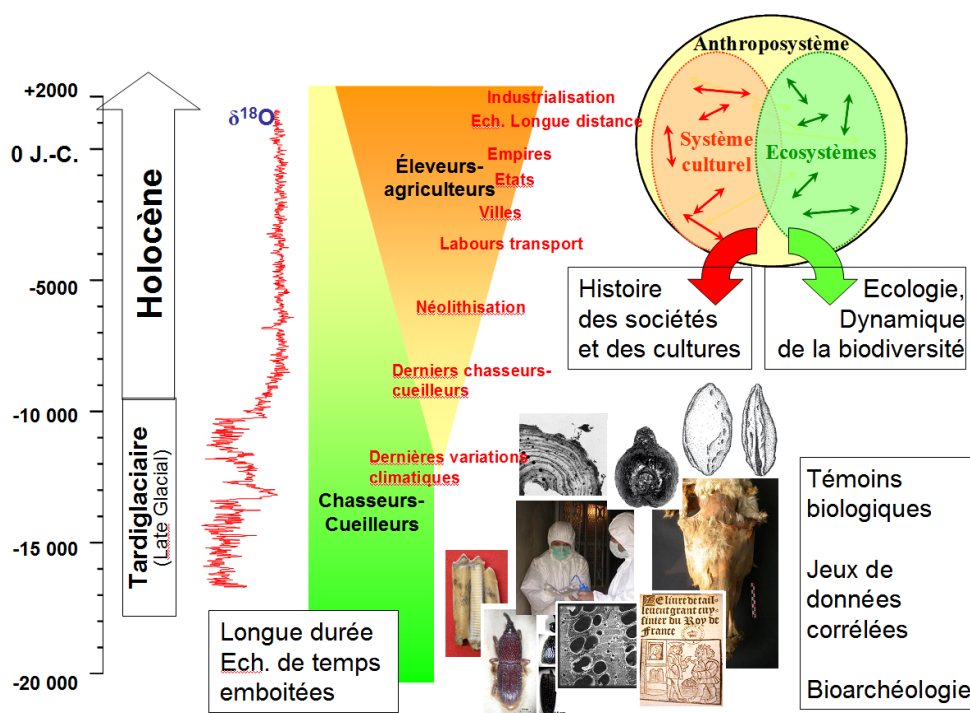 +2000
0 J.-C.
-5000
-10 000
-15 000
-20 000
Holocène
Tardiglaciaire
(Late Glacial)
δ18O
Industrialisation
Ech. Longue distance
Empires
Éleveurs-
agriculteurs
Etats
Villes
Labours transport
Néolithisation
Derniers chasseurs-
cueilleurs
Dernières variations
climatiques
Chasseurs-
Cueilleurs
Longue durée
Ech. de temps
emboitées
Anthroposystème
Système
culturel
Ecosystèmes
Histoire
des sociétés
et des cultures
Ecologie,
Dynamique
de la biodiversité
Témoins
biologiques
Jeux de
données
corrélées
Bioarchéologie
France